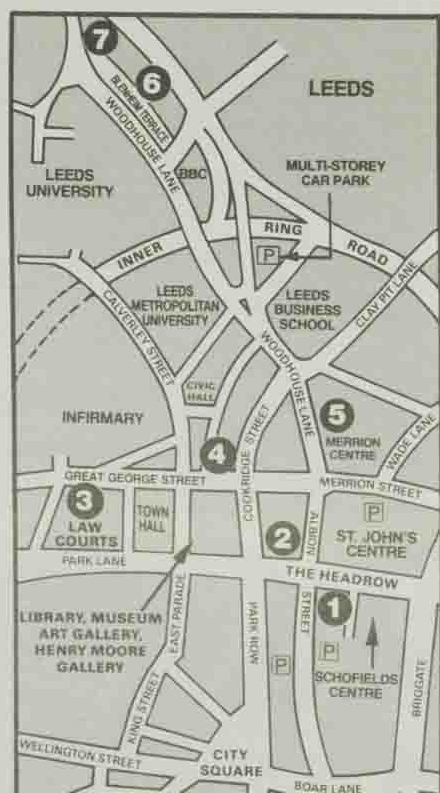 7
6
LEEDS
BLENHEIM TERRACE
WOODHOUSE LANE
LEEDS
UNIVERSITY
BBC
MULTI-STOREY
CAR PARK
INNER RING ROAD
P
CLAY PIT LANE
CALVERLEY STREET
LEEDS
METROPOLITAN
UNIVERSITY
LEEDS
BUSINESS
SCHOOL
WOODHOUSE LANE
CIVIC
HALL
INFIRMARY
COOKRIDGE STREET
5
MERRION
CENTRE
WADE LANE
4
GREAT GEORGE STREET
MERRION STREET
3
LAW
COURTS
TOWN
HALL
2
ALBION
STREET
P
ST. JOHN'S
CENTRE
PARK LANE
THE HEADROW
LIBRARY, MUSEUM
ART GALLERY,
HENRY MOORE
GALLERY
EAST PARADE
PARK ROW
1
P
P
SCHOFIELDS
CENTRE
BRIGGATE
KING STREET
WELLINGTON STREET
CITY
SQUARE
BOAR LANE